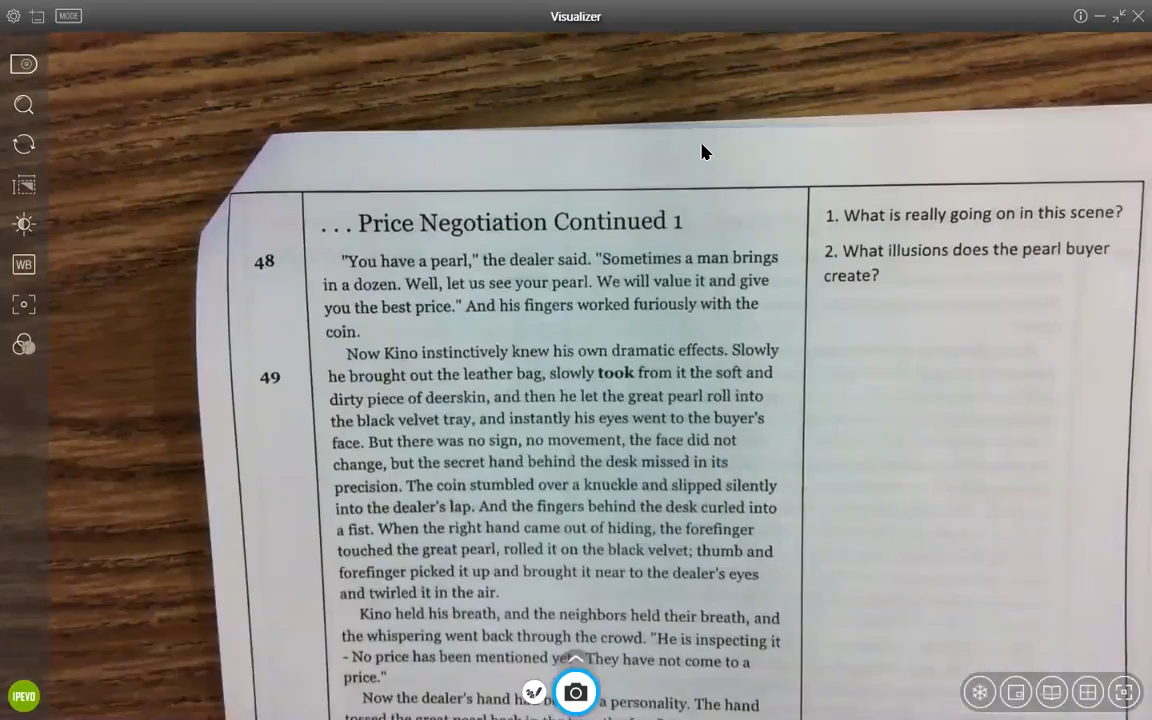 MODE
Visualizer
WB
. . . Price Negotiation Continued 1
48
"You have a pearl," the dealer said. "Sometimes a man brings
in a dozen. Well, let us see your pearl. We will value it and give
you the best price." And his fingers worked furiously with the
coin.
Now Kino instinctively knew his own dramatic effects. Slowly
49
he brought out the leather bag, slowly took from it the soft and
dirty piece of deerskin, and then he let the great pearl roll into
the black velvet tray, and instantly his eyes went to the buyer's
face. But there was no sign, no movement, the face did not
change, but the secret hand behind the desk missed in its
precision. The coin stumbled over a knuckle and slipped silently
into the dealer's lap. And the fingers behind the desk curled into
a fist. When the right hand came out of hiding, the forefinger
touched the great pearl, rolled it on the black velvet; thumb and
forefinger picked it up and brought it near to the dealer's eyes
and twirled it in the air.
Kino held his breath, and the neighbors held their breath, and
the whispering went back through the crowd. "He is inspecting it
- No price has been mentioned They have not come to a
price."
Now the dealer's hand a personality. The hand
tossed the great pearl back in
1. What is really going on in this scene?
2. What illusions does the pearl buyer
create?
IPEVO